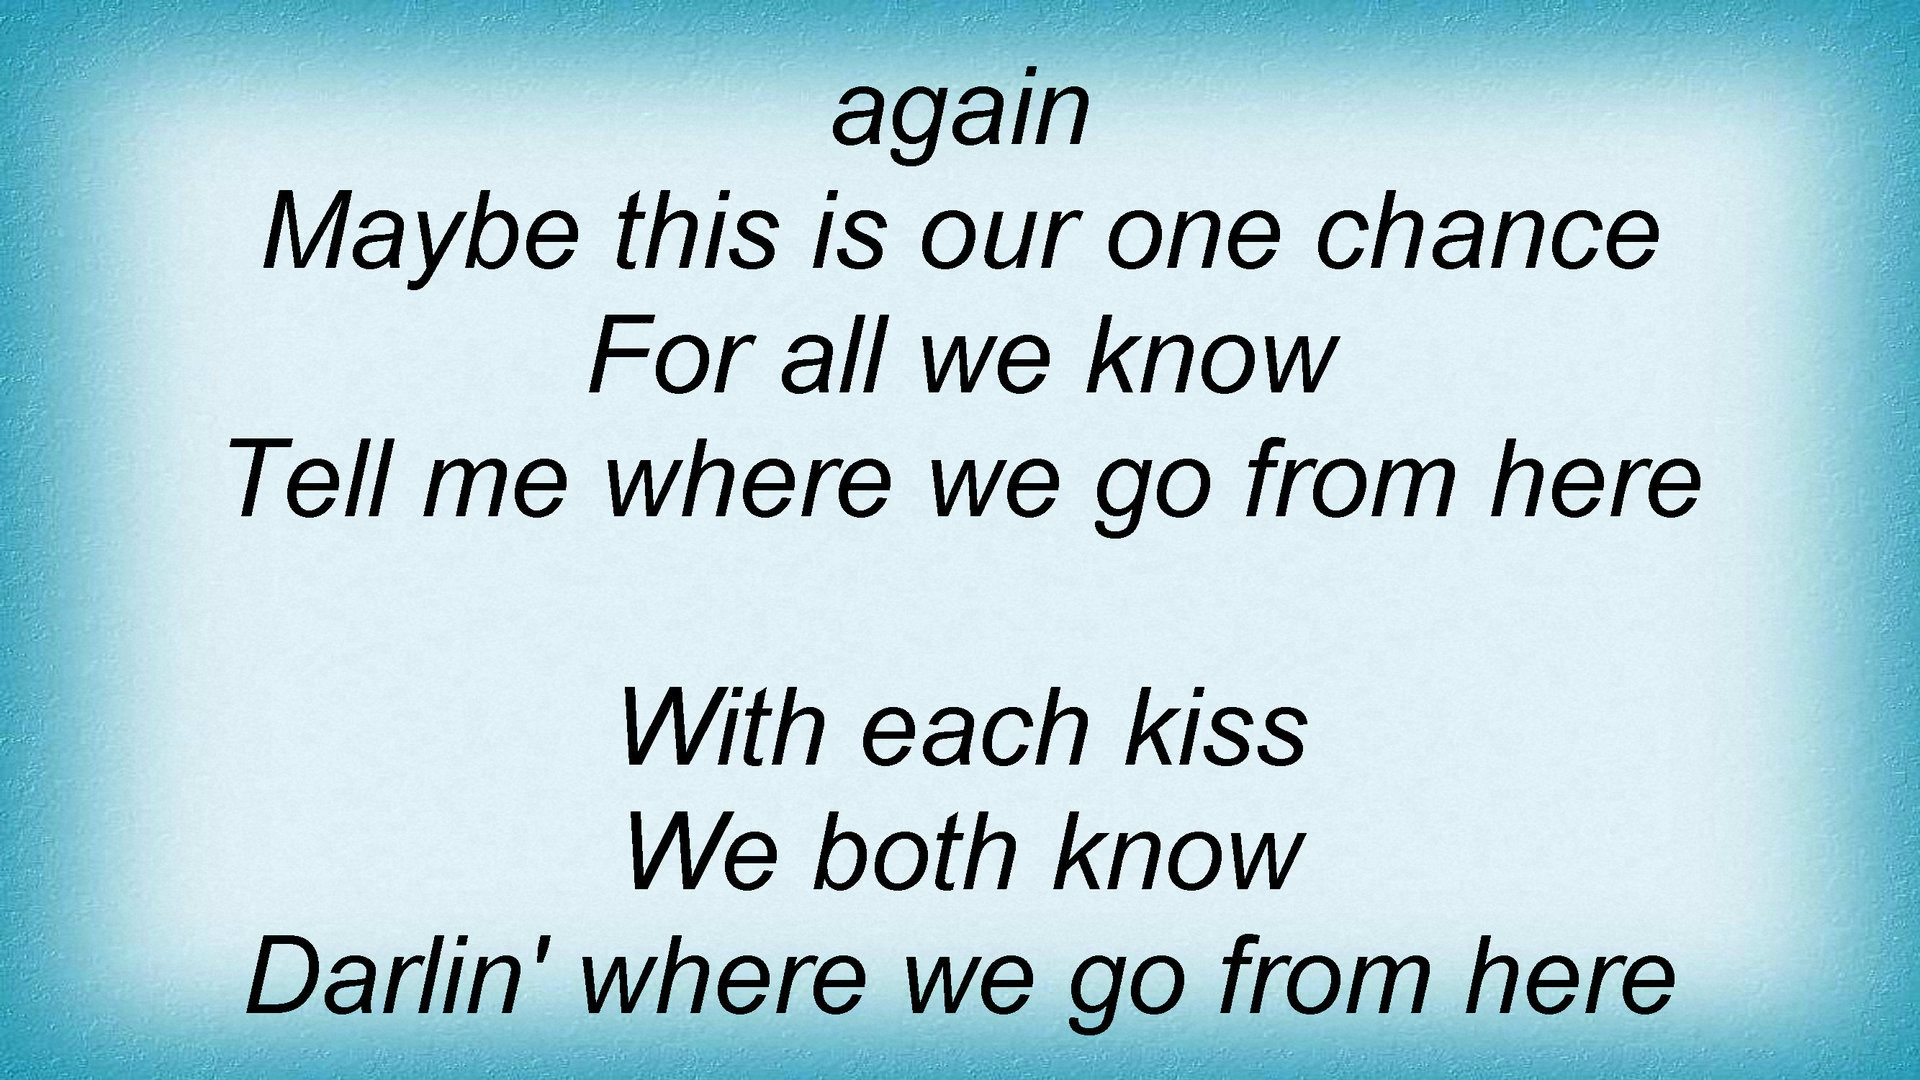 again
Maybe this is our one chance
For all we know
Tell me where we go from here
With each kiss
We both know
Darlin' where we go from here